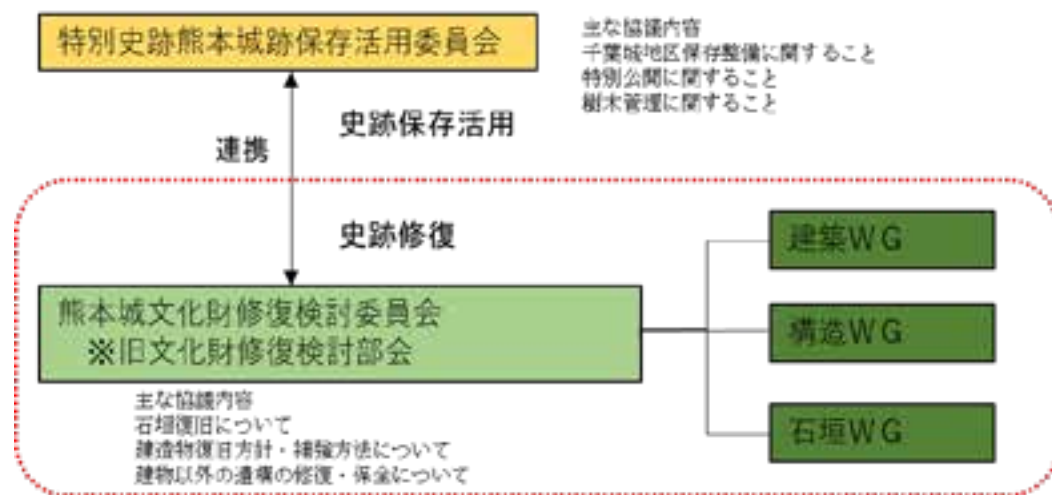 特別史跡熊本城跡保存活用委員会
主な協議内容
千葉城地区保存整備に関すること
特別公開に関すること
樹木管理に関すること
史跡保存活用
連携
史跡修復
熊本城文化財修復検討委員会
※旧文化財修復検討部会
主な協議内容
石垣復旧について
建造物復旧方針・補強方法について
建物以外の遺構の修復・保全について
建築WG
構造WG
石垣WG